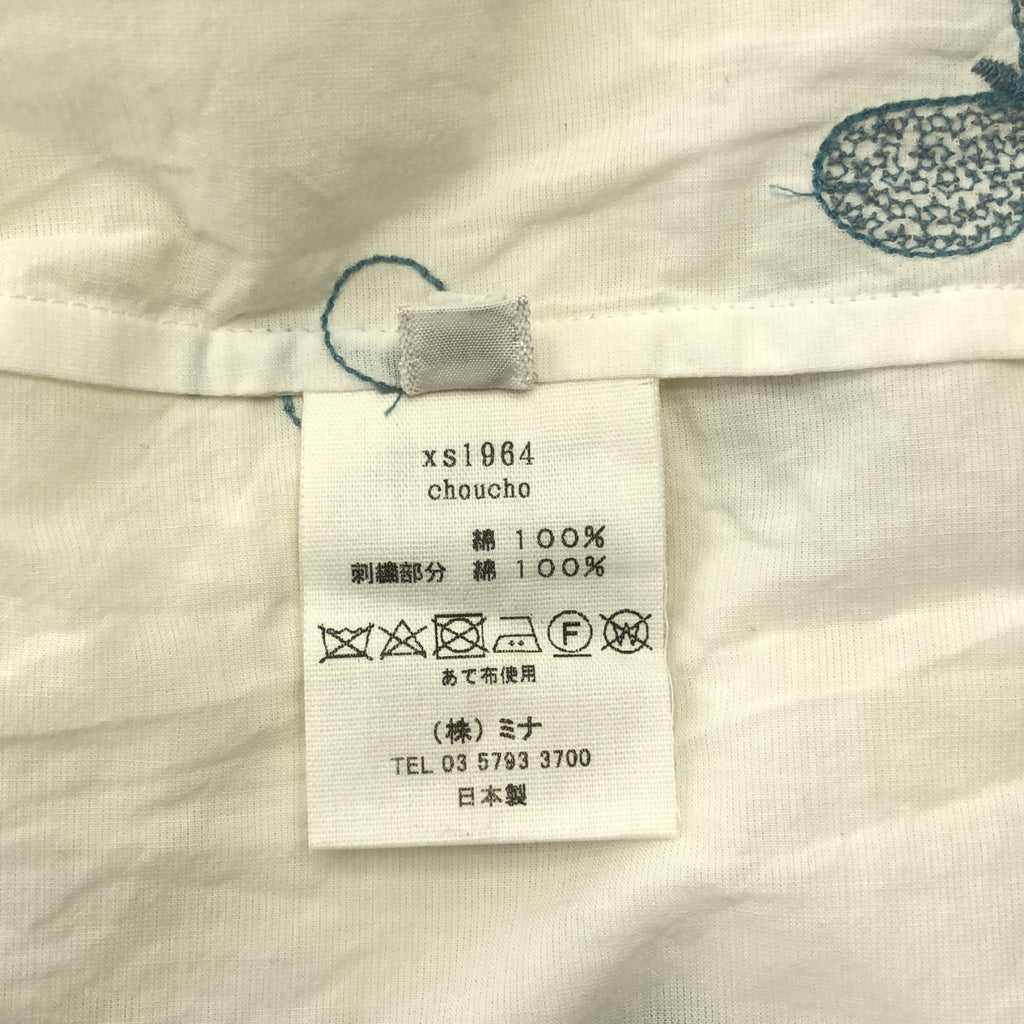 xs1964
choucho
綿 100%
刺繍部分 綿 100%
F W
あて布使用
(株)ミナ
TEL 03 5793 3700
日本製